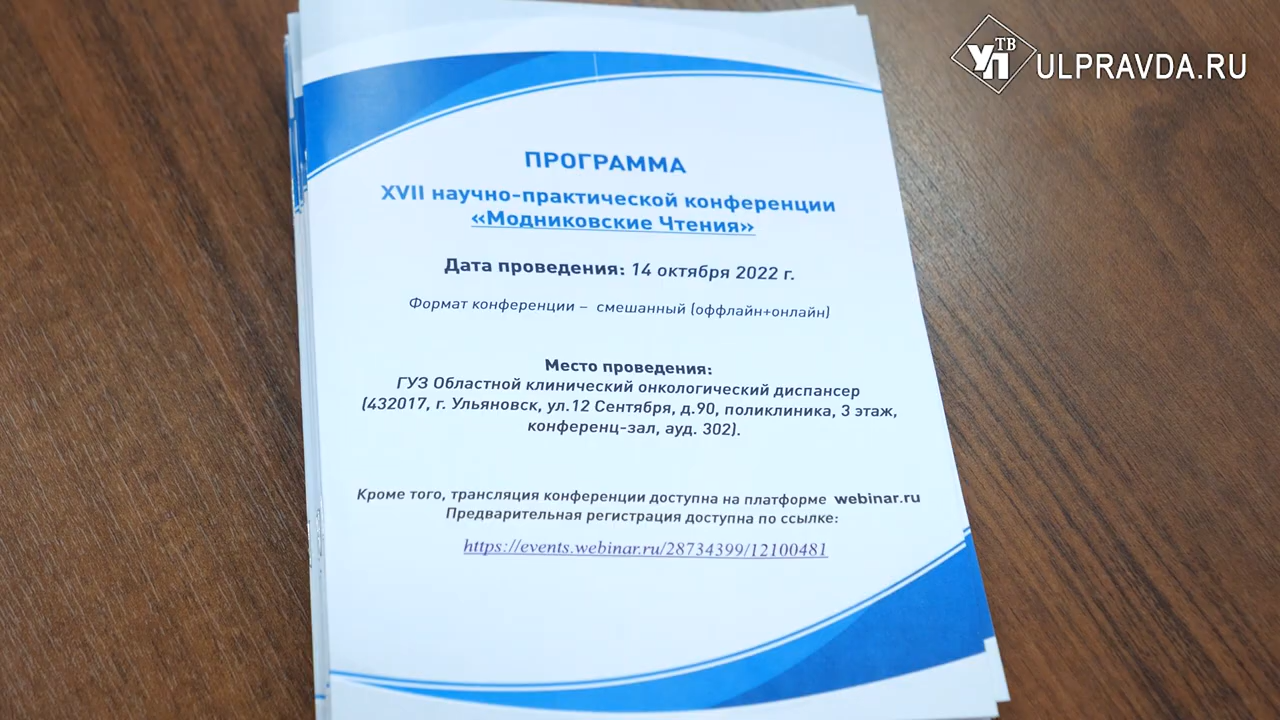 УП ТВ ULPRAVDA.RU
ПРОГРАММА
XVII научно-практической конференции
«Модниковские Чтения»
Дата проведения: 14 октября 2022 г.
Формат конференции – смешанный (оффлайн+онлайн)
Место проведения:
ГУЗ Областной клинический онкологический диспансер
(432017, г. Ульяновск, ул.12 Сентября, д.90, поликлиника, 3 этаж,
конференц-зал, ауд. 302).
Кроме того, трансляция конференции доступна на платформе webinar.ru
Предварительная регистрация доступна по ссылке:
https://events.webinar.ru/28734399/12100481